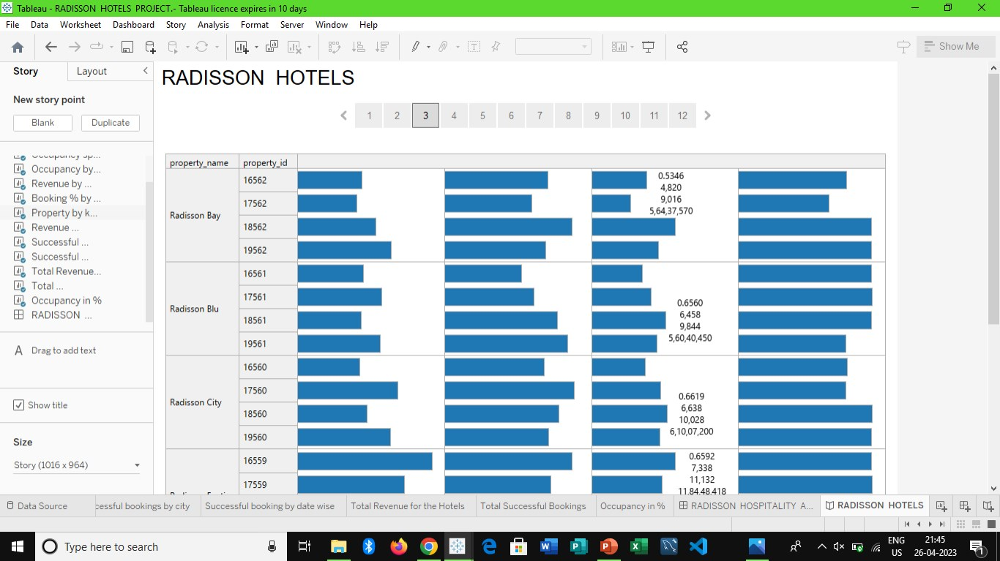 Tableau - RADISSON HOTELS PROJECT.- Tableau licence expires in 10 days
File Data Worksheet Dashboard Story Analysis Format Server Window Help
Show Me
Story Layout
New story point
Blank Duplicate
Occupancy sp...
Occupancy by...
Revenue by ...
Booking % by ...
Property by k...
Revenue ...
Successful ...
Successful ...
Total Revenue...
Total ...
Occupancy in %
RADISSON ...
A Drag to add text
Show title
Size
Story (1016 x 964)
RADISSON HOTELS
1 2 3 4 5 6 7 8 9 10 11 12
property_name property_id
Radisson Bay
16562
17562
18562
19562
0.5346
4,820
9,016
5,64,37,570
Radisson Blu
16561
17561
18561
19561
0.6560
6,458
9,844
5,60,40,450
Radisson City
16560
17560
18560
19560
0.6619
6,638
10,028
6,10,07,200
16559
17559
0.6592
7,338
11,132
11,84,48,418
Data Source cessful bookings by city Successful booking by date wise Total Revenue for the Hotels Total Successful Bookings Occupancy in % RADISSON HOSPITALITY A... RADISSON HOTELS
Type here to search
ENG
US
21:45
26-04-2023
1